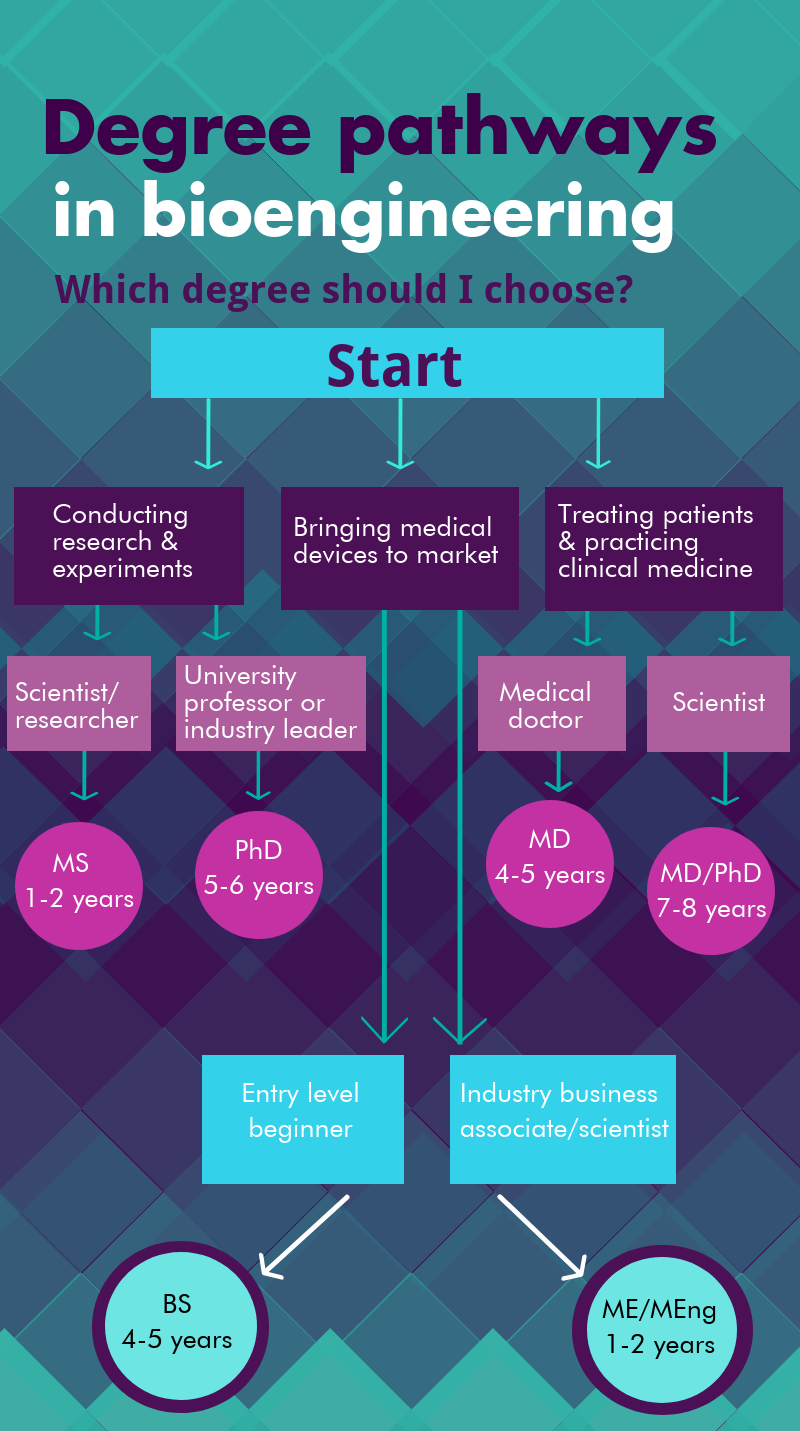 Degree pathways
in bioengineering
Which degree should I choose?
Start
Conducting
research &
experiments
Bringing medical
devices to market
Treating patients
& practicing
clinical medicine
Scientist/
researcher
University
professor or
industry leader
Medical
doctor
Scientist
MS
1-2 years
PhD
5-6 years
MD
4-5 years
MD/PhD
7-8 years
Entry level
beginner
Industry business
associate/scientist
BS
4-5 years
ME/MEng
1-2 years